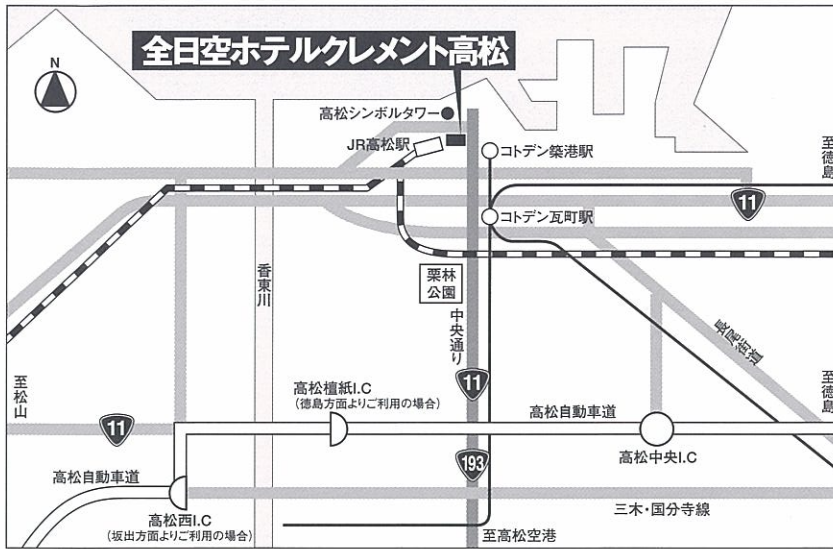 N
全日空ホテルクレメント高松
高松シンボルタワー
JR高松駅
コトデン築港駅
至徳島
11
コトデン瓦町駅
香東川
栗林
公園
中央通り
長尾街道
至松山
高松檀紙I.C
(徳島方面よりご利用の場合)
11
至徳島
11
高松自動車道
高松中央I.C
193
高松自動車道
高松西I.C
(坂出方面よりご利用の場合)
三木・国分寺線
至高松空港